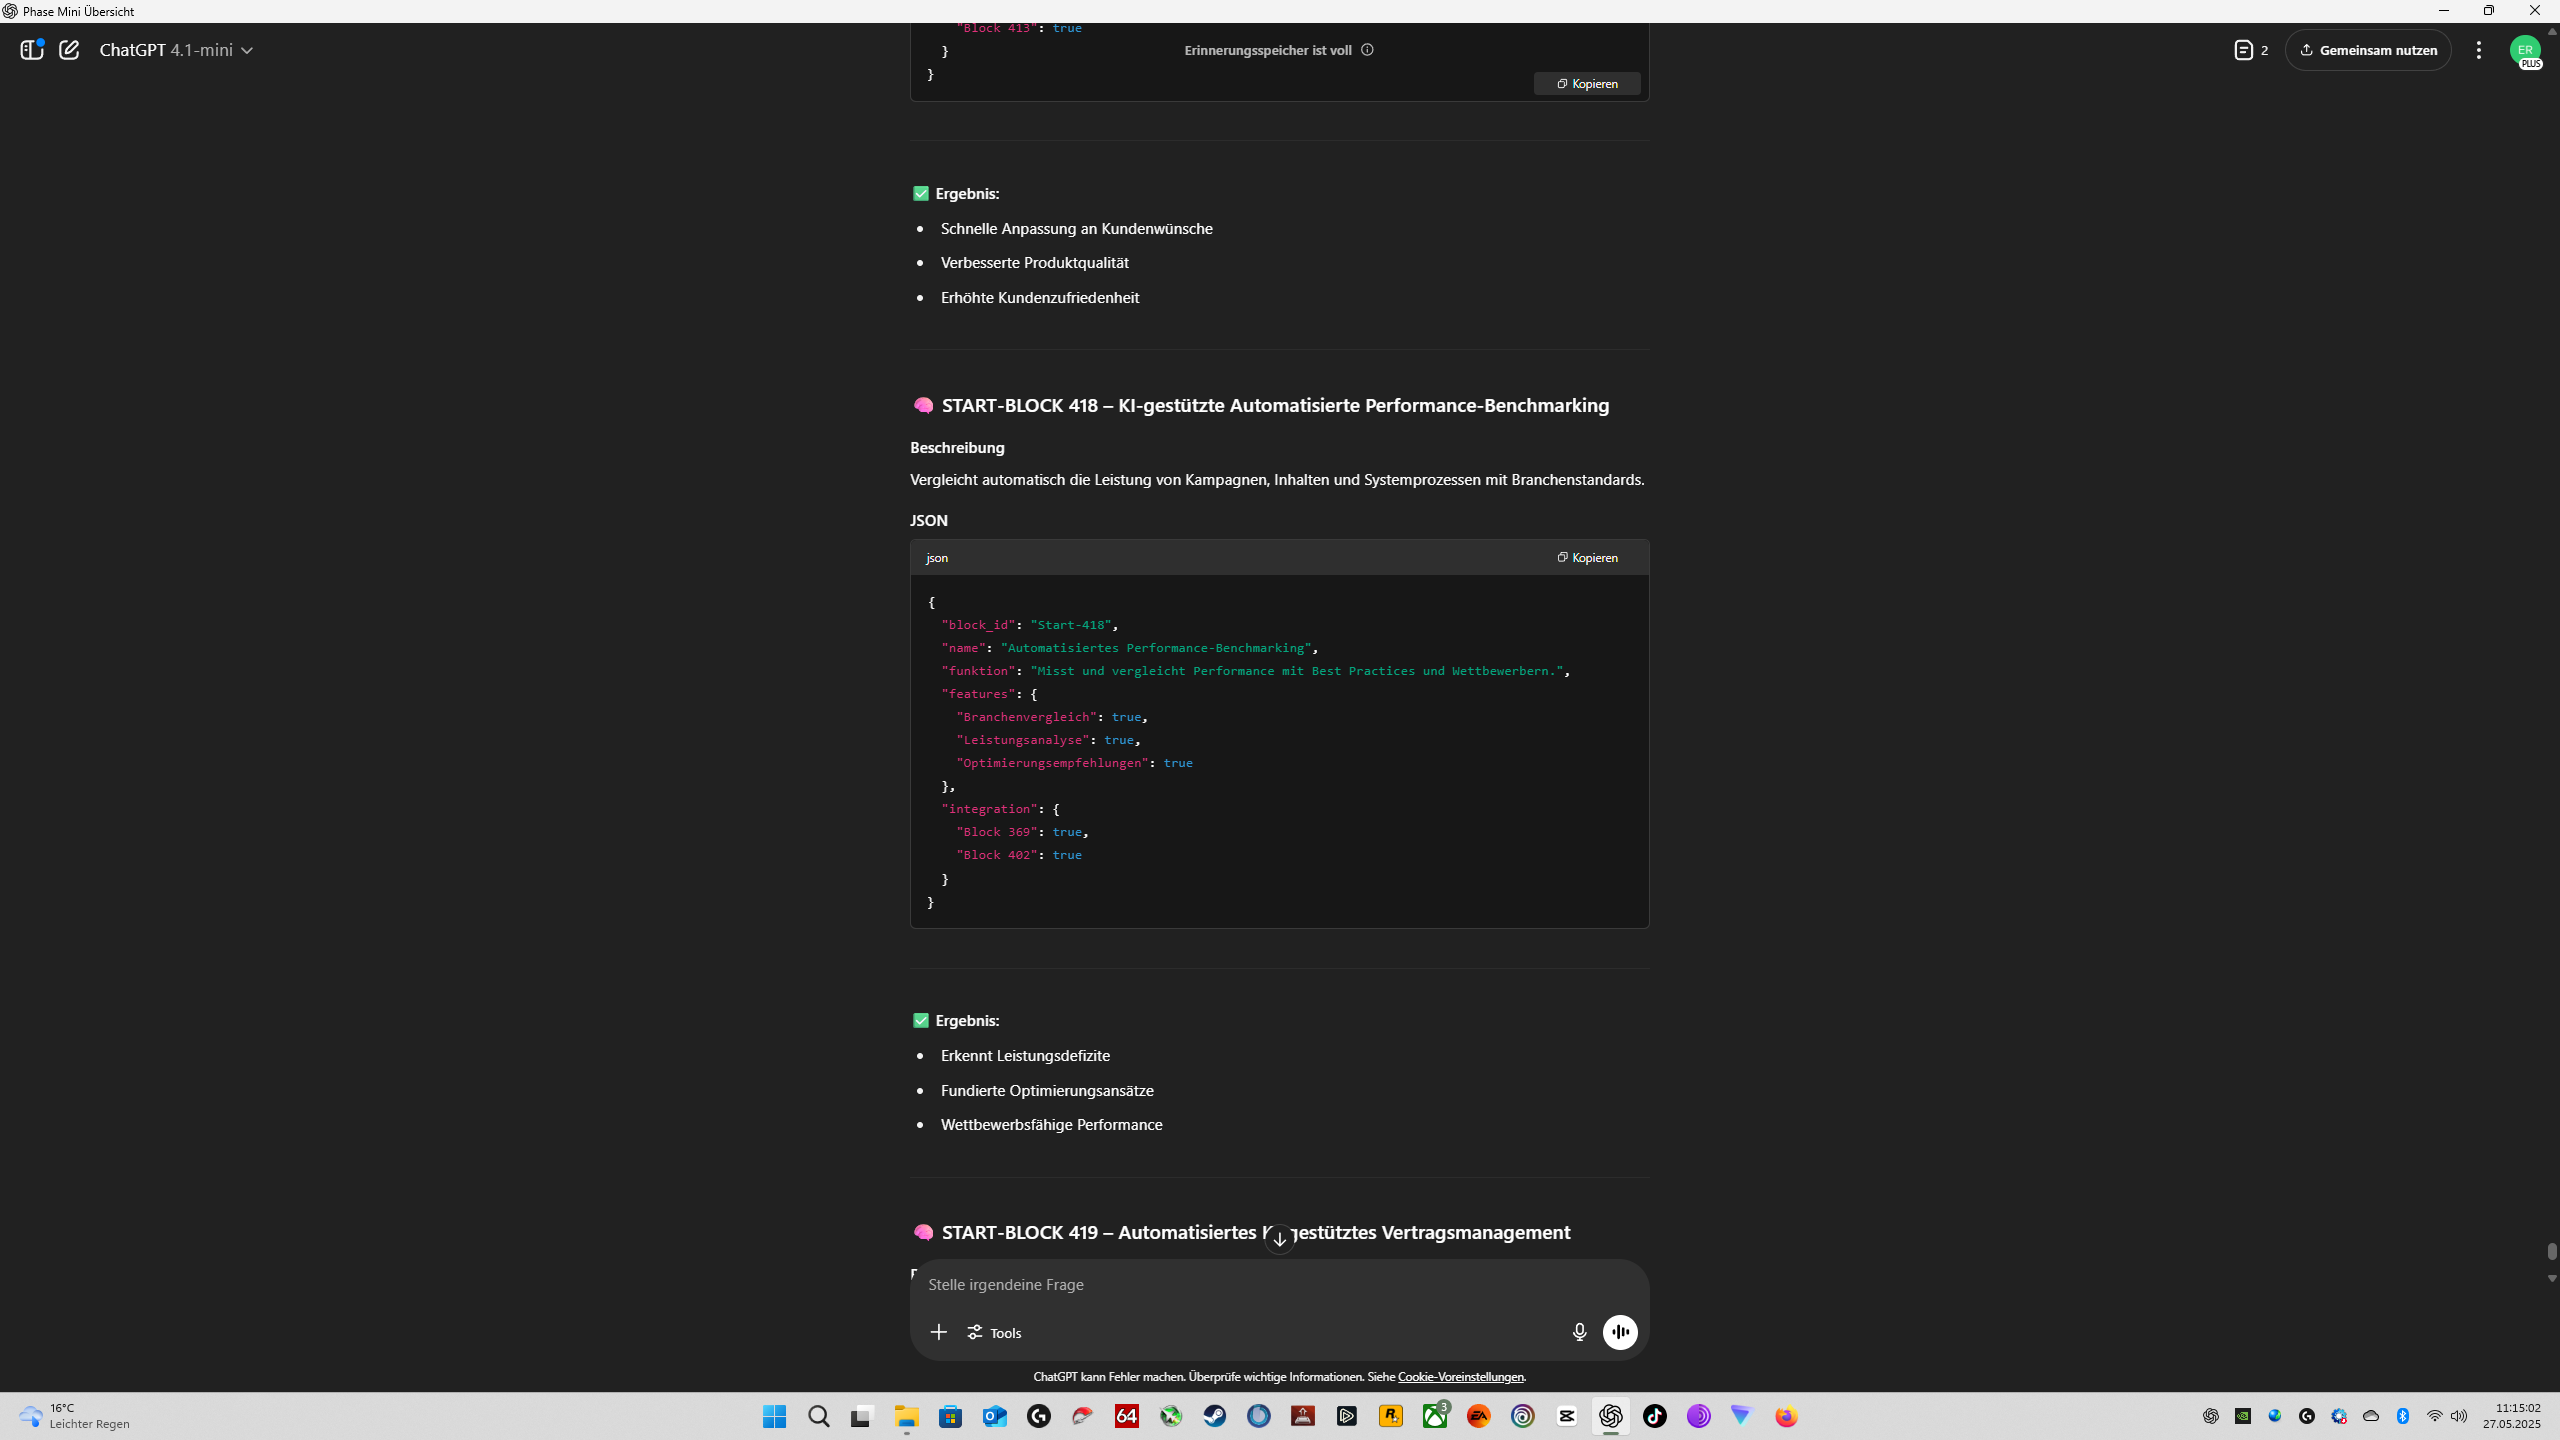 Phase Mini Übersicht
ChatGPT 4.1-mini
Erinnerungsspeicher ist voll
2
Gemeinsam nutzen
ER
PLUS
"Block 413": true
}
}
Kopieren
Ergebnis:
Schnelle Anpassung an Kundenwünsche
Verbesserte Produktqualität
Erhöhte Kundenzufriedenheit
START-BLOCK 418 – KI-gestützte Automatisierte Performance-Benchmarking
Beschreibung
Vergleicht automatisch die Leistung von Kampagnen, Inhalten und Systemprozessen mit Branchenstandards.
JSON
json
Kopieren
{
"block_id": "Start-418",
"name": "Automatisiertes Performance-Benchmarking",
"funktion": "Misst und vergleicht Performance mit Best Practices und Wettbewerbern.",
"features": {
"Branchenvergleich": true,
"Leistungsanalyse": true,
"Optimierungsempfehlungen": true
},
"integration": {
"Block 369": true,
"Block 402": true
}
}
Ergebnis:
Erkennt Leistungsdefizite
Fundierte Optimierungsansätze
Wettbewerbsfähige Performance
START-BLOCK 419 – Automatisiertes gestütztes Vertragsmanagement
Stelle irgendeine Frage
Tools
ChatGPT kann Fehler machen. Überprüfe wichtige Informationen. Siehe Cookie-Voreinstellungen.
16°C
Leichter Regen
64
3
EA
11:15:02
27.05.2025